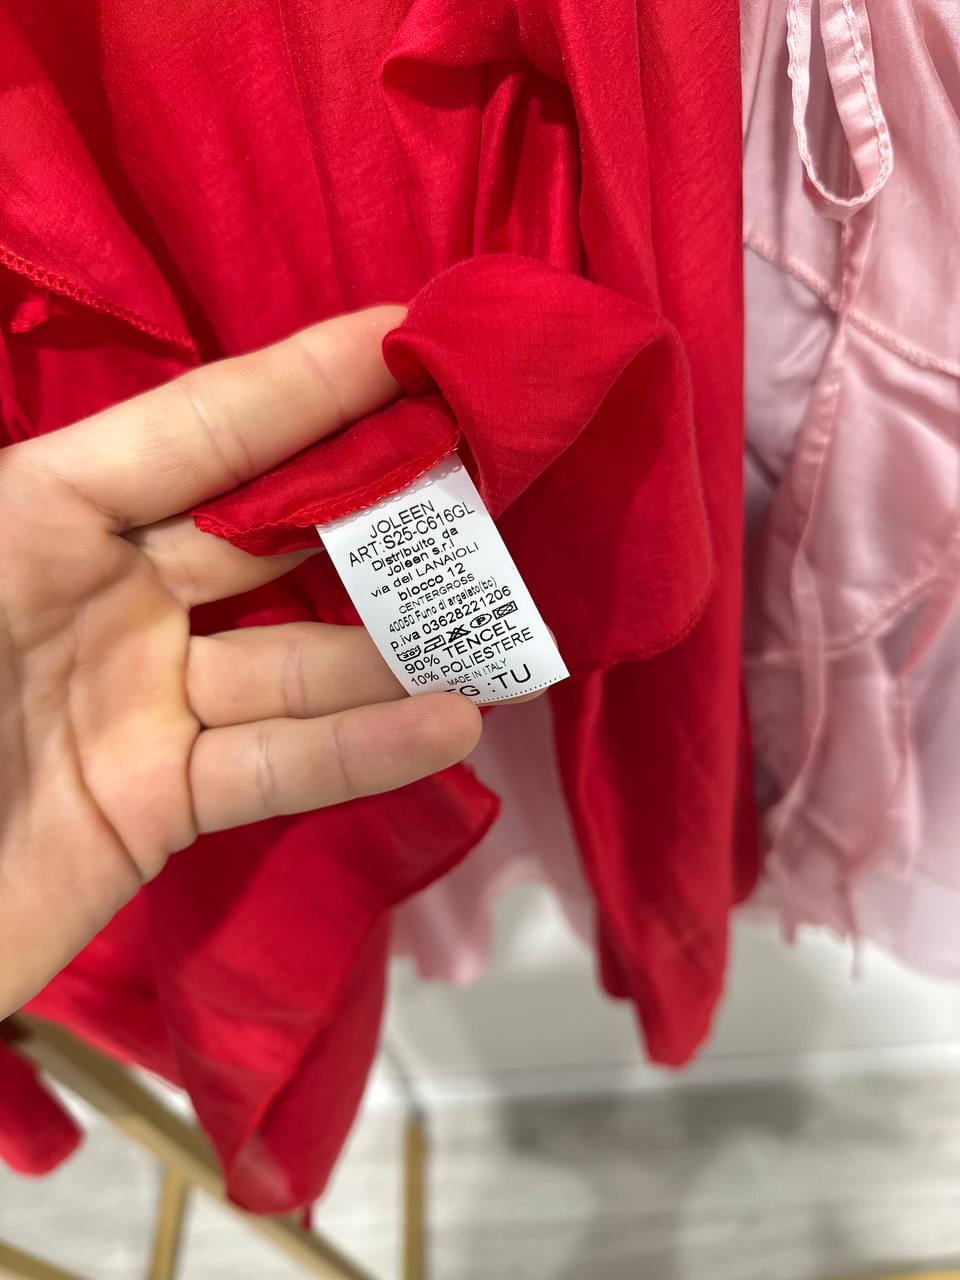 JOLEEN
ART:S25-C616GL
Distribuito da
Joleen s.r.l
via dei LANAIOLI
blocco 12
CENTERGROSS
40050 Funo di argelato(bo)
p.iva 03628221206
90% TENCEL
10% POLIESTERE
MADE IN ITALY
TG :TU